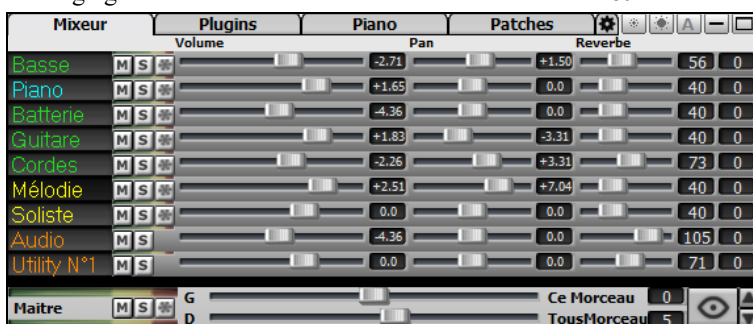 Mixeur Plugins Piano Patches A
Volume Pan Reverbe
Basse M S -2.71 +1.50 56 0
Piano M S +1.65 0.0 40 0
Batterie M S -4.36 0.0 40 0
Guitare M S +1.83 -3.31 40 0
Cordes M S -2.26 +3.31 73 0
Mélodie M S +2.51 +7.04 40 0
Soliste M S 0.0 0.0 40 0
Audio M S -4.36 0.0 105 0
Utility N°1 M S 0.0 0.0 71 0
G Ce Morceau 0
Maitre M S
D TousMorceau 5